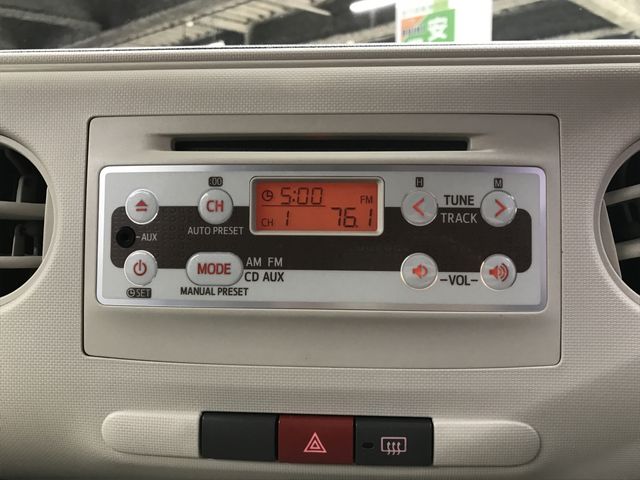 安
:00
H
M
5:00
FM
CH
1
76.1
CH
AUTO PRESET
TUNE
TRACK
AUX
MODE
AM FM
CD AUX
MANUAL PRESET
SET
-VOL-